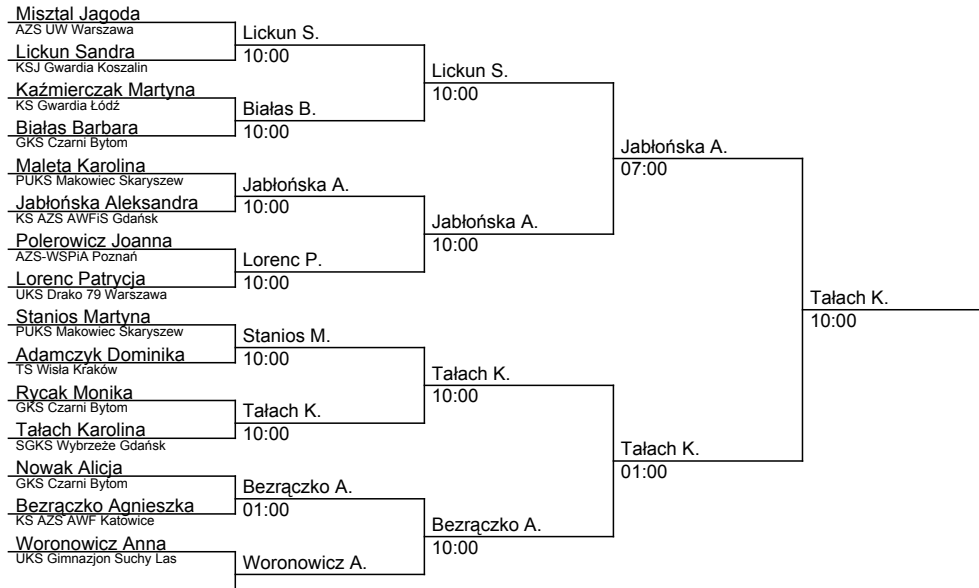 Misztal Jagoda
AZS UW Warszawa
Lickun Sandra
KSJ Gwardia Koszalin
Kaźmierczak Martyna
KS Gwardia Łódź
Białas Barbara
GKS Czarni Bytom
Maleta Karolina
PUKS Makowiec Skaryszew
Jabłońska Aleksandra
KS AZS AWFiS Gdańsk
Polerowicz Joanna
AZS-WSPiA Poznań
Lorenc Patrycja
UKS Drako 79 Warszawa
Stanios Martyna
PUKS Makowiec Skaryszew
Adamczyk Dominika
TS Wisła Kraków
Rycak Monika
GKS Czarni Bytom
Tałach Karolina
SGKS Wybrzeże Gdańsk
Nowak Alicja
GKS Czarni Bytom
Bezrączko Agnieszka
KS AZS AWF Katowice
Woronowicz Anna
UKS Gimnazjon Suchy Las
Lickun S.
10:00
Białas B.
10:00
Jabłońska A.
10:00
Lorenc P.
10:00
Stanios M.
10:00
Tałach K.
10:00
Bezrączko A.
01:00
Woronowicz A.
Lickun S.
10:00
Jabłońska A.
10:00
Tałach K.
10:00
Bezrączko A.
10:00
Jabłońska A.
07:00
Tałach K.
01:00
Tałach K.
10:00